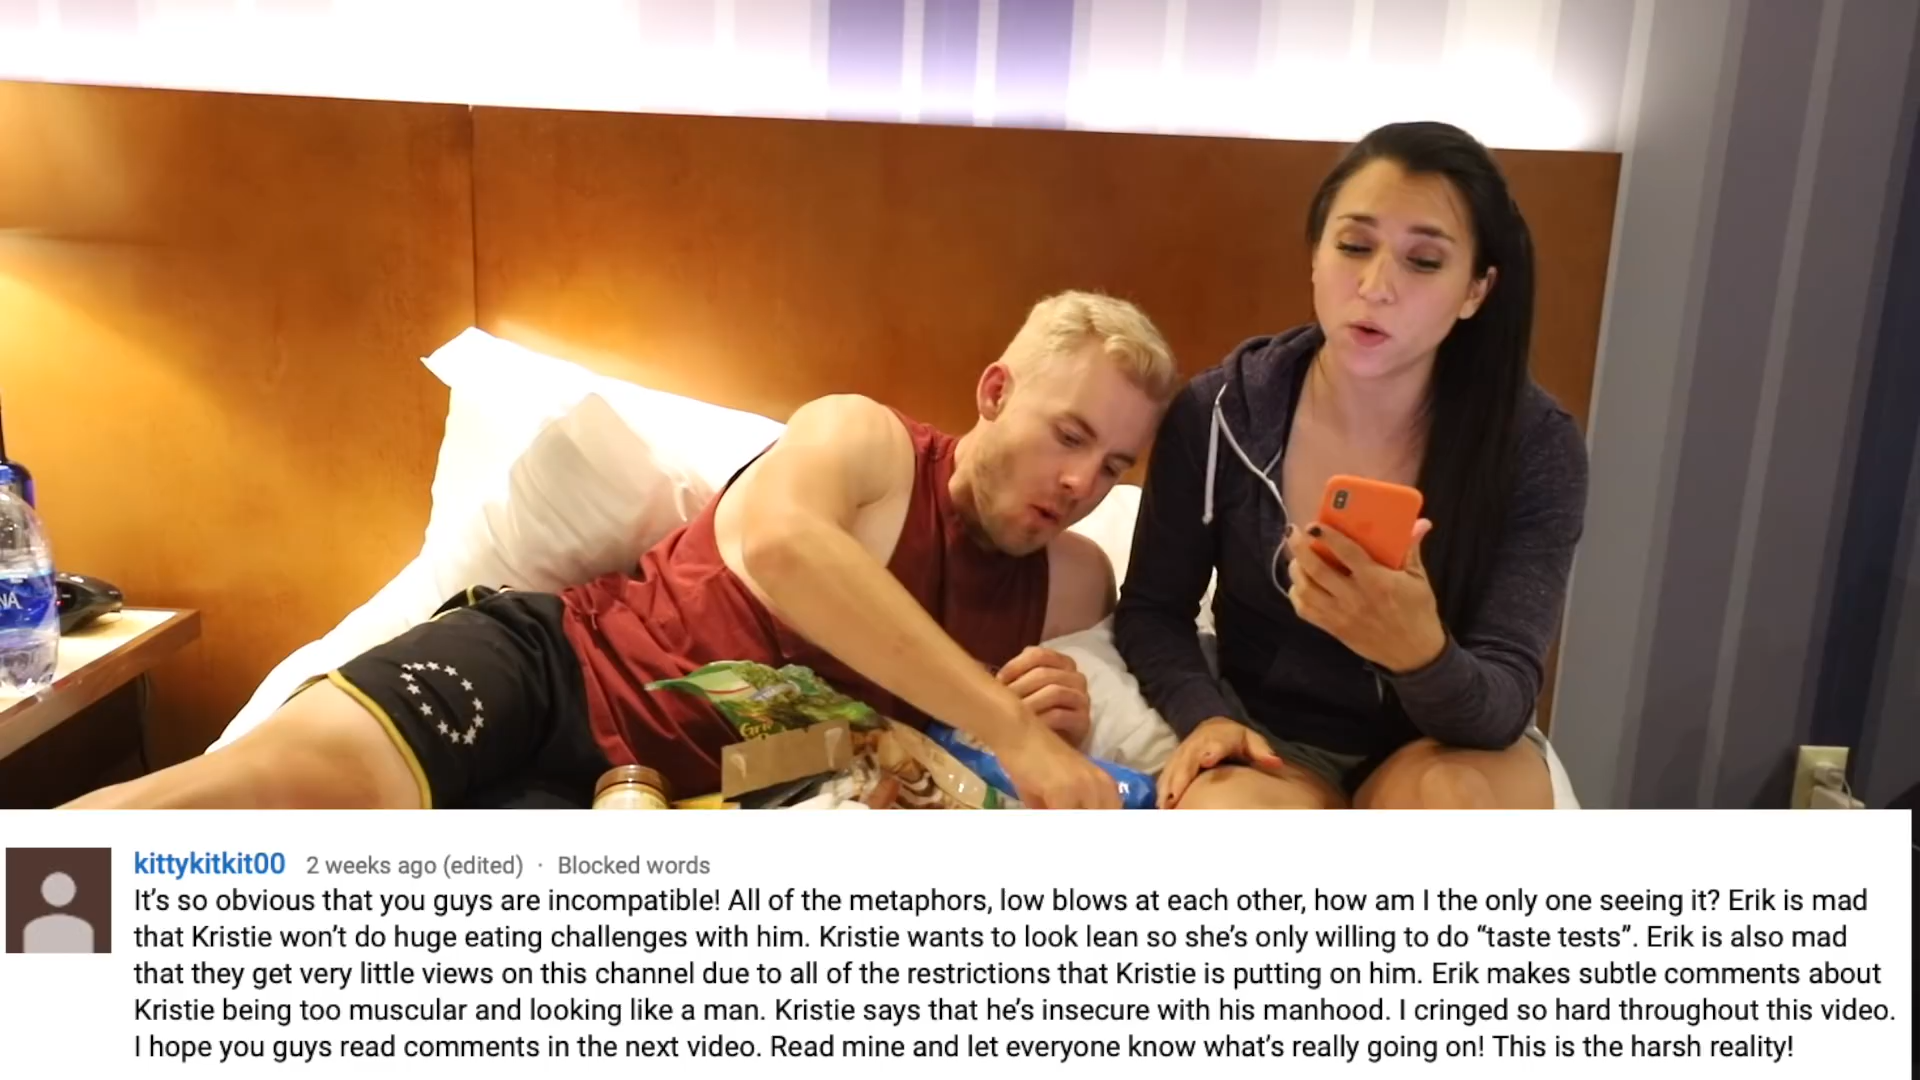 NA
kittykitkit00 2 weeks ago (edited) · Blocked words
It’s so obvious that you guys are incompatible! All of the metaphors, low blows at each other, how am I the only one seeing it? Erik is mad
that Kristie won’t do huge eating challenges with him. Kristie wants to look lean so she’s only willing to do “taste tests”. Erik is also mad
that they get very little views on this channel due to all of the restrictions that Kristie is putting on him. Erik makes subtle comments about
Kristie being too muscular and looking like a man. Kristie says that he’s insecure with his manhood. I cringed so hard throughout this video.
I hope you guys read comments in the next video. Read mine and let everyone know what’s really going on! This is the harsh reality!